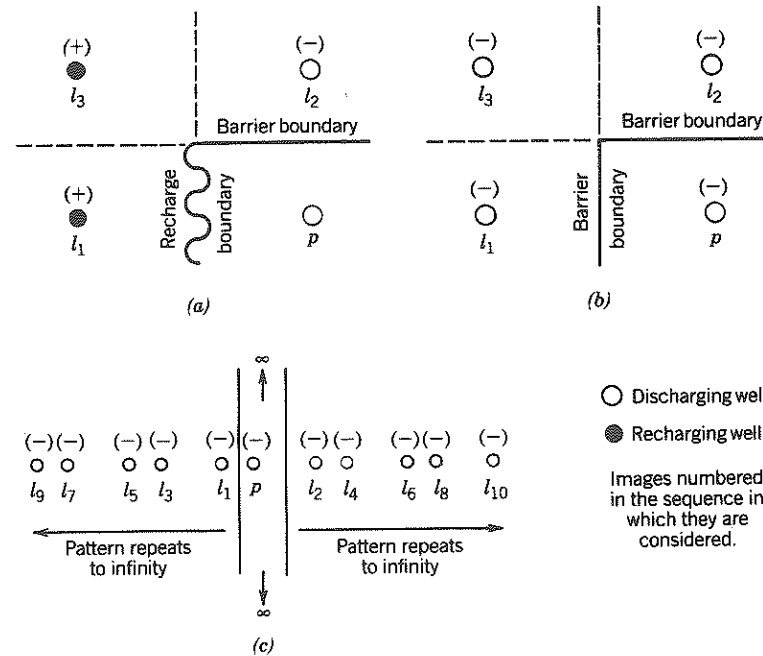 (+) (−) (−) (−)
l3 l2 l3 l2
Barrier boundary Barrier boundary
(+) (−) (−)
Recharge boundary
Barrier boundary
l1 p l1 p
(a) (b)
∞
Discharging wel
(−) (−) (−) (−) (−) (−) (−) (−) (−) (−) (−)
Recharging well
l9 l7 l5 l3 l1 p l2 l4 l6 l8 l10
Images numbered
in the sequence in
which they are
considered.
Pattern repeats
to infinity
Pattern repeats
to infinity
∞
(c)